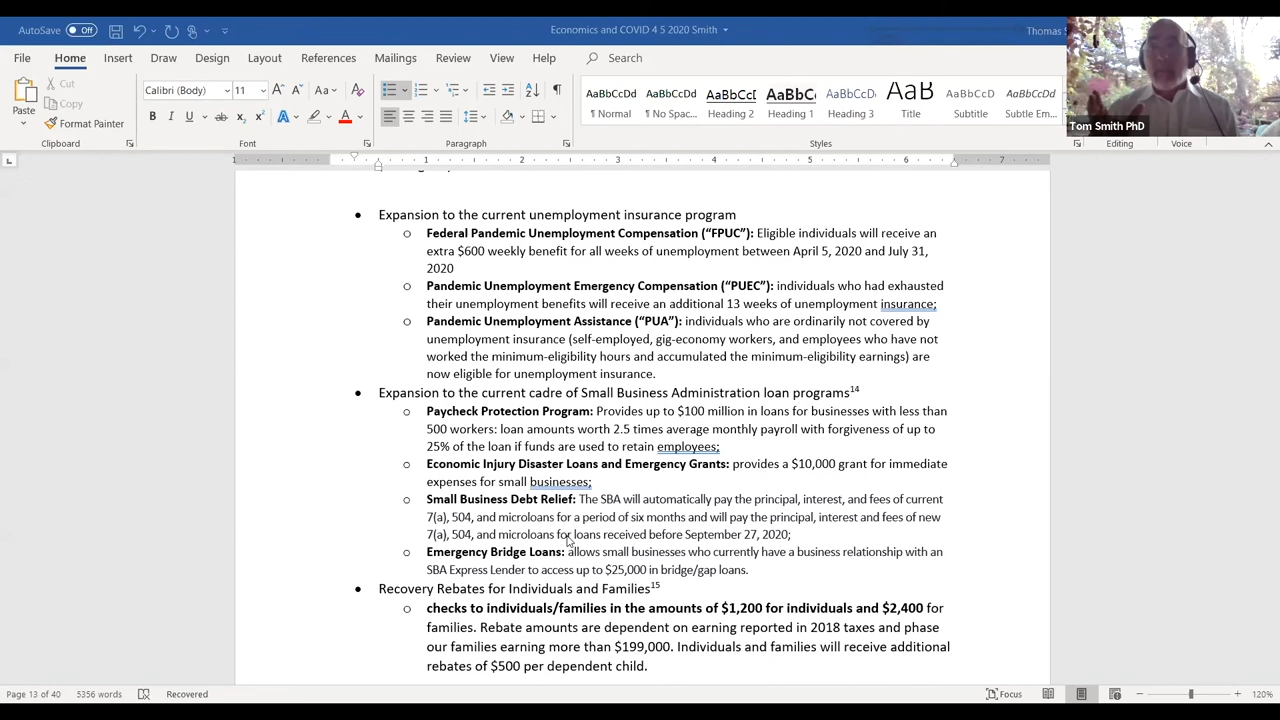 AutoSave Off Economics and COVID 4 5 2020 Smith Thomas
File Home Insert Draw Design Layout References Mailings Review View Help Search
Paste Cut Copy Format Painter
Calibri (Body) 11
B I U
AaBbCcDd AaBbCcDd AaBbCcD AaBbC AaBbCcD AaB AaBbCcD AaBbCcDd
¶ Normal ¶ No Spac... Heading 2 Heading 1 Heading 3 Title Subtitle Subtle Em...
Tom Smith PhD
Clipboard Font Paragraph Styles Editing Voice
1 1 2 3 4 5 6 7
• Expansion to the current unemployment insurance program
o Federal Pandemic Unemployment Compensation (“FPUC”): Eligible individuals will receive an
extra $600 weekly benefit for all weeks of unemployment between April 5, 2020 and July 31,
2020
o Pandemic Unemployment Emergency Compensation (“PUEC”): individuals who had exhausted
their unemployment benefits will receive an additional 13 weeks of unemployment insurance;
o Pandemic Unemployment Assistance (“PUA”): individuals who are ordinarily not covered by
unemployment insurance (self-employed, gig-economy workers, and employees who have not
worked the minimum-eligibility hours and accumulated the minimum-eligibility earnings) are
now eligible for unemployment insurance.
• Expansion to the current cadre of Small Business Administration loan programs14
o Paycheck Protection Program: Provides up to $100 million in loans for businesses with less than
500 workers: loan amounts worth 2.5 times average monthly payroll with forgiveness of up to
25% of the loan if funds are used to retain employees;
o Economic Injury Disaster Loans and Emergency Grants: provides a $10,000 grant for immediate
expenses for small businesses;
o Small Business Debt Relief: The SBA will automatically pay the principal, interest, and fees of current
7(a), 504, and microloans for a period of six months and will pay the principal, interest and fees of new
7(a), 504, and microloans for loans received before September 27, 2020;
o Emergency Bridge Loans: allows small businesses who currently have a business relationship with an
SBA Express Lender to access up to $25,000 in bridge/gap loans.
• Recovery Rebates for Individuals and Families15
o checks to individuals/families in the amounts of $1,200 for individuals and $2,400 for
families. Rebate amounts are dependent on earning reported in 2018 taxes and phase
our families earning more than $199,000. Individuals and families will receive additional
rebates of $500 per dependent child.
Page 13 of 40 5356 words Recovered Focus 120%